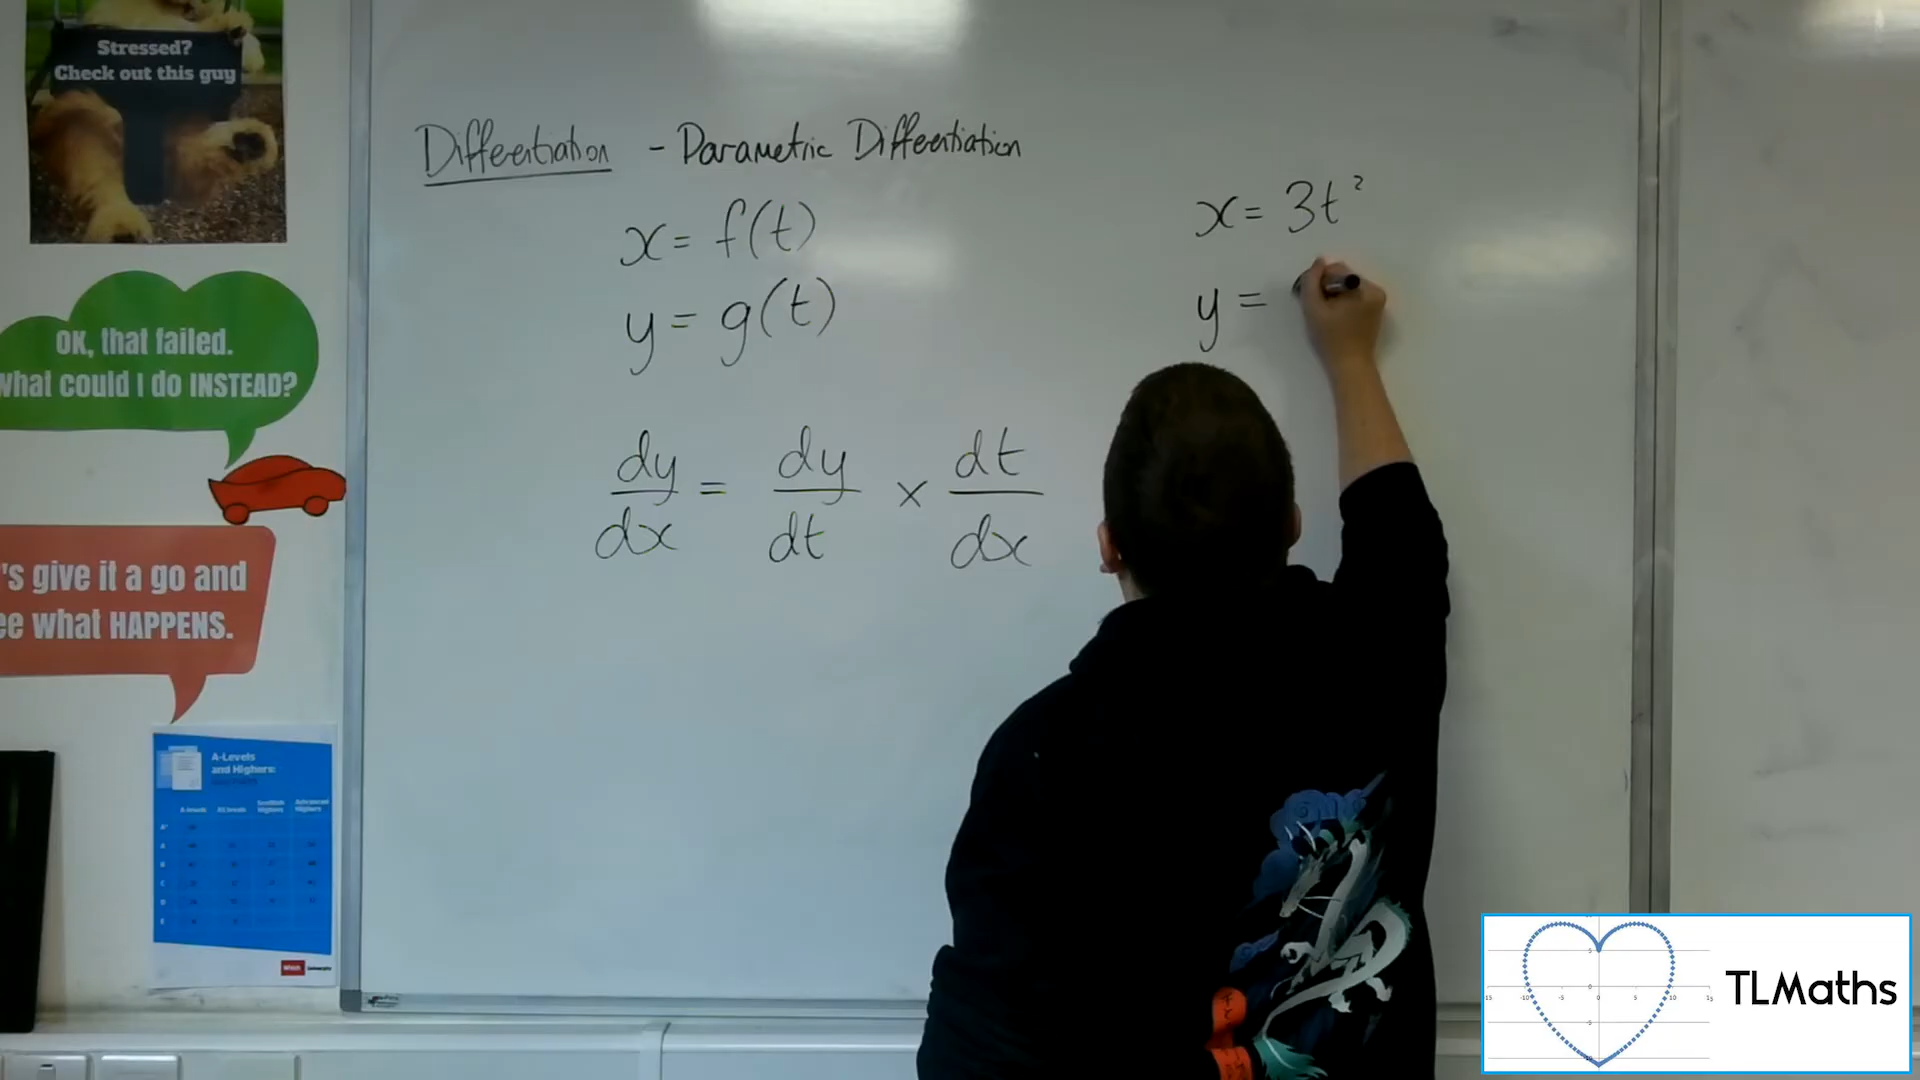 Stressed?
Check out this guy
Differentiation - Parametric Differentiation
x = f(t)
y = g(t)
dy/dx = dy/dt × dt/dx
x = 3t²
y =
OK, that failed.
What could I do INSTEAD?
's give it a go and
ee what HAPPENS.
A-Levels
and Highers:
TLMaths